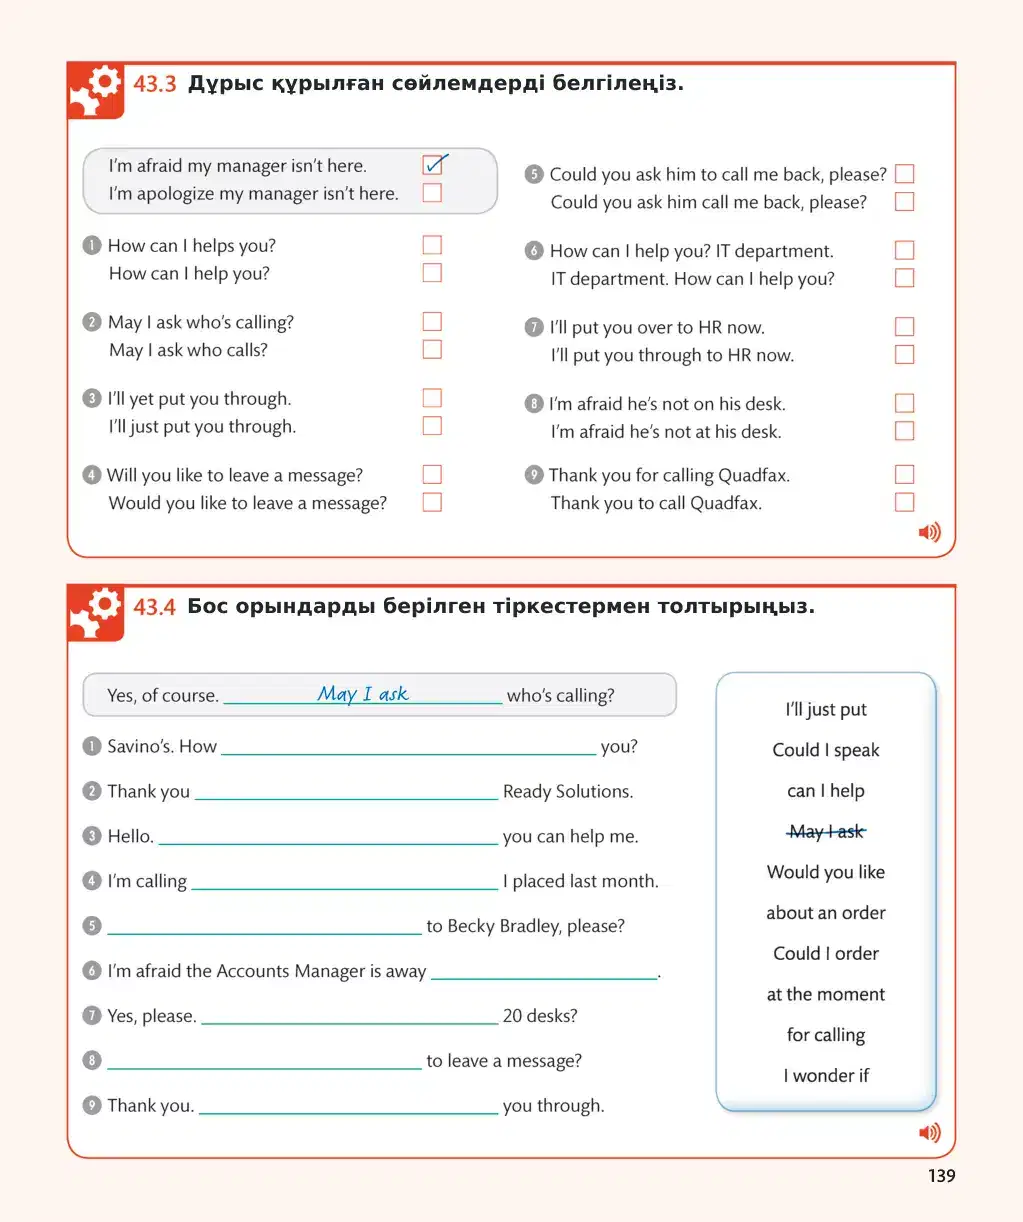 43.3 Дұрыс құрылған сөйлемдерді белгілеңіз.
I'm afraid my manager isn't here.
I'm apologize my manager isn't here.
1 How can I helps you?
How can I help you?
2 May I ask who's calling?
May I ask who calls?
3 I'll yet put you through.
I'll just put you through.
4 Will you like to leave a message?
Would you like to leave a message?
5 Could you ask him to call me back, please?
Could you ask him call me back, please?
6 How can I help you? IT department.
IT department. How can I help you?
7 I'll put you over to HR now.
I'll put you through to HR now.
8 I'm afraid he's not on his desk.
I'm afraid he's not at his desk.
9 Thank you for calling Quadfax.
Thank you to call Quadfax.
43.4 Бос орындарды берілген тіркестермен толтырыңыз.
Yes, of course. May I ask who's calling?
1 Savino's. How you?
2 Thank you Ready Solutions.
3 Hello. you can help me.
4 I'm calling I placed last month.
5 to Becky Bradley, please?
6 I'm afraid the Accounts Manager is away .
7 Yes, please. 20 desks?
8 to leave a message?
9 Thank you. you through.
I'll just put
Could I speak
can I help
May I ask
Would you like
about an order
Could I order
at the moment
for calling
I wonder if
139